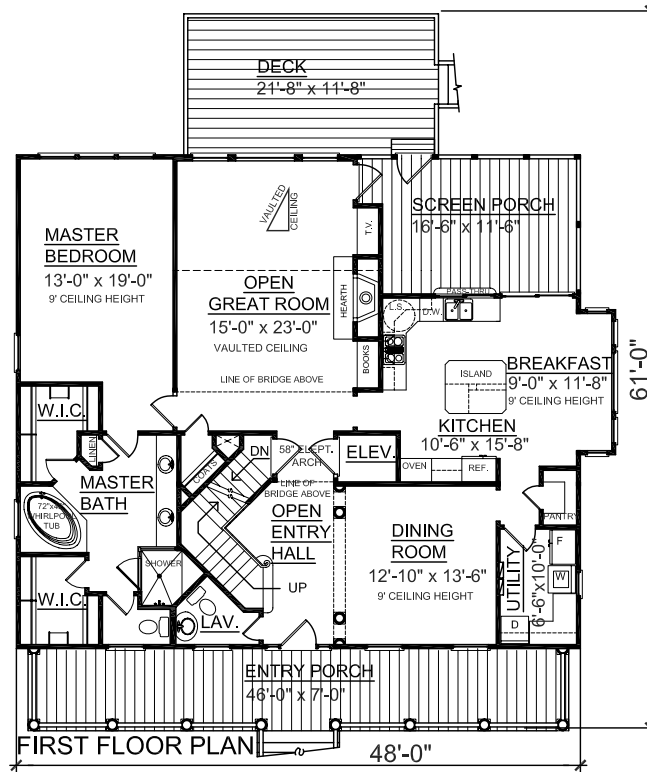 DECK
21'-8" x 11'-8"
SCREEN PORCH
16'-6" x 11'-6"
VAULTED
CEILING
T.V.
MASTER
BEDROOM
13'-0" x 19'-0"
9' CEILING HEIGHT
OPEN
GREAT ROOM
15'-0" x 23'-0"
VAULTED CEILING
LINE OF BRIDGE ABOVE
HEARTH
BOOKS
PASS-THRU
L.S.
D.W.
ISLAND
BREAKFAST
9'-0" x 11'-8"
9' CEILING HEIGHT
KITCHEN
10'-6" x 15'-8"
61'-0"
W.I.C.
LINEN
MASTER
BATH
72"x4
WHIRLPOOL
TUB
COATS
DN
58" ELEPT.
ARCH
LINE OF
BRIDGE ABOVE
ELEV.
OVEN
REF.
PANTRY
OPEN
ENTRY
HALL
UP
DINING
ROOM
12'-10" x 13'-6"
9' CEILING HEIGHT
UTILITY
6'-6"x10'-0"
F
W
D
SHOWER
W.I.C.
LAV.
ENTRY PORCH
46'-0" x 7'-0"
FIRST FLOOR PLAN
48'-0"